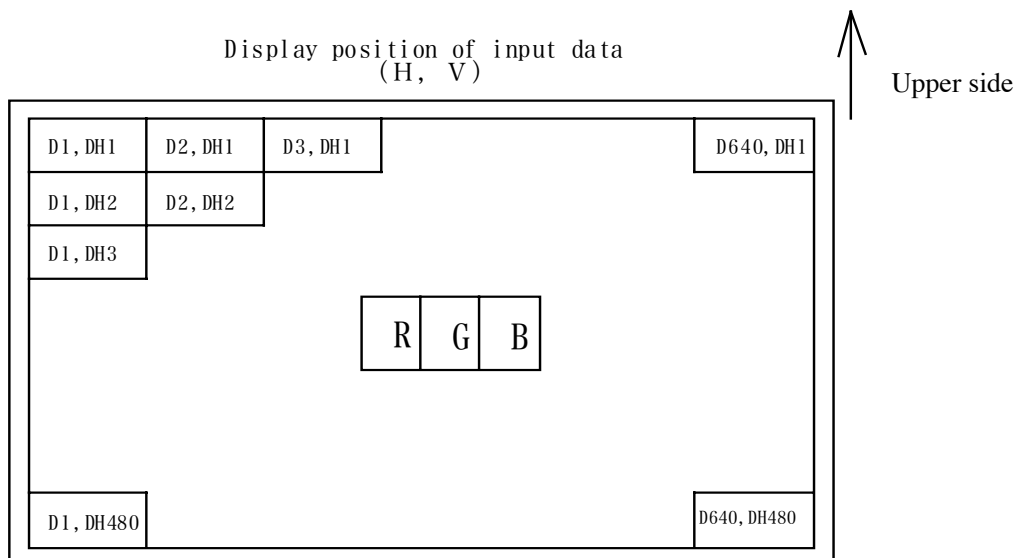 Display position of input data
(H, V)
Upper side
D1,DH1 D2,DH1 D3,DH1 D640,DH1
D1,DH2 D2,DH2
D1,DH3
R G B
D1,DH480 D640,DH480